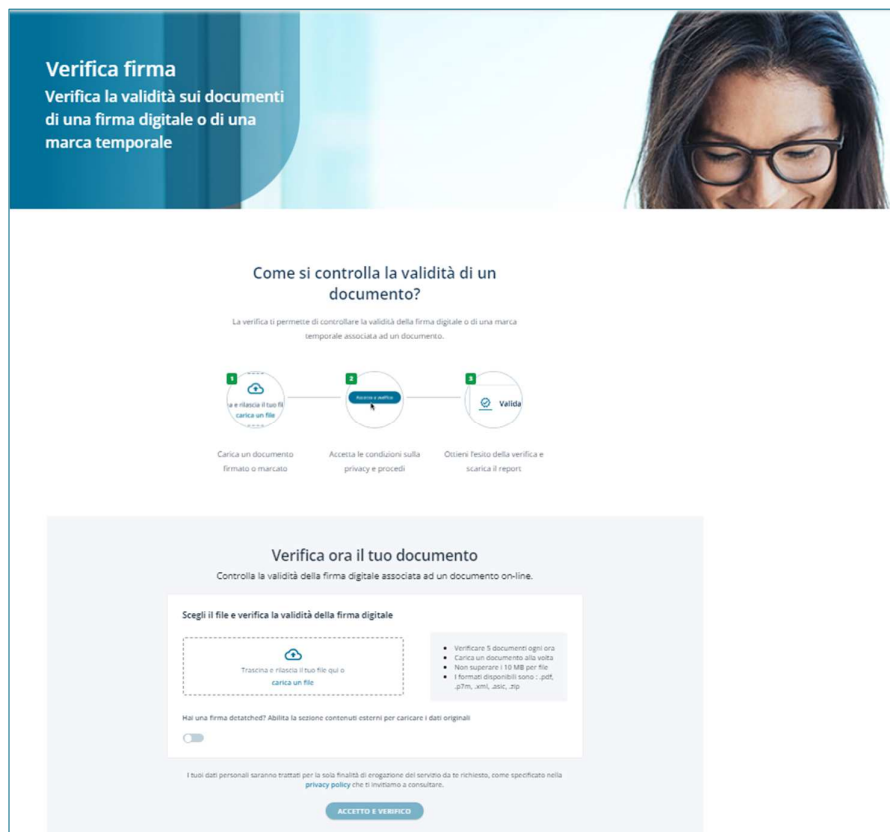 Verifica firma
Verifica la validità sui documenti
di una firma digitale o di una
marca temporale
Come si controlla la validità di un
documento?
La verifica ti permette di controllare la validità della firma digitale o di una marca
temporale associata ad un documento.
1
2
3
a e rilascia il tuo fil
carica un file
Accetta e verifica
Valida
Carica un documento
firmato o marcato
Accetta le condizioni sulla
privacy e procedi
Ottieni l'esito della verifica e
scarica il report
Verifica ora il tuo documento
Controlla la validità della firma digitale associata ad un documento on-line.
Scegli il file e verifica la validità della firma digitale
Trascina e rilascia il tuo file qui o
carica un file
Verificare 5 documenti ogni ora
Carica un documento alla volta
Non superare i 10 MB per file
I formati disponibili sono : .pdf,
.p7m, .xml, .asic, .zip
Hai una firma detatched? Abilita la sezione contenuti esterni per caricare i dati originali
I tuoi dati personali saranno trattati per la sola finalità di erogazione del servizio da te richiesto, come specificato nella
privacy policy che ti invitiamo a consultare.
ACCETTO E VERIFICO